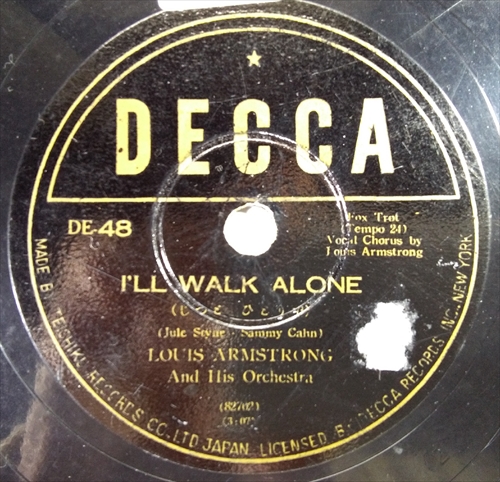 DECCA
DE-48
Fox Trot
(Tempo 24)
Vocal Chorus by
Louis Armstrong
I'LL WALK ALONE
(Jule Styne Sammy Cahn)
LOUIS ARMSTRONG
And His Orchestra
(82702)
MADE BY TEICHIKU RECORDS CO. LTD JAPAN. LICENSED BY DECCA RECORDS INC. NEW YORK